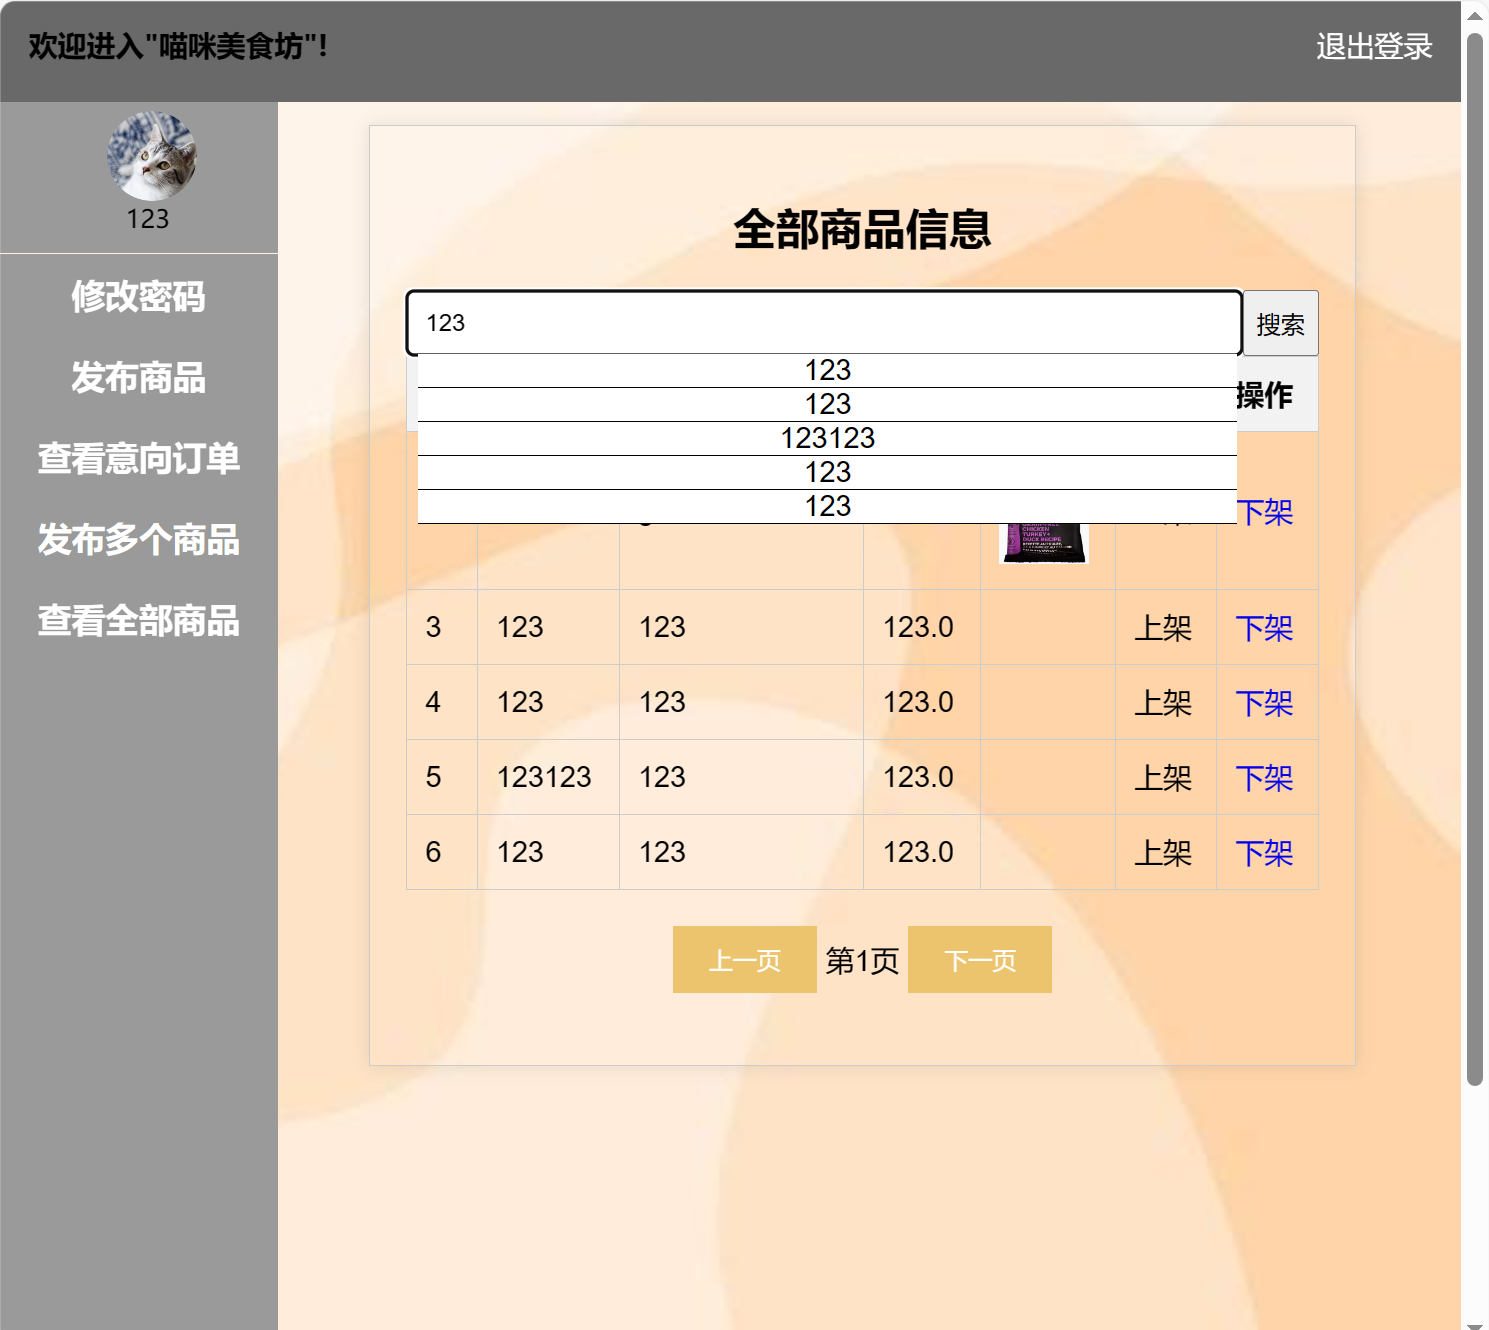 欢迎进入"喵咪美食坊"!
退出登录
123
修改密码
发布商品
查看意向订单
发布多个商品
查看全部商品
全部商品信息
123
搜索
123
123
123123
123
123
操作
下架
CHICKEN
TURKEY+
DUCK RECIPE
3 123 123 123.0 上架 下架
4 123 123 123.0 上架 下架
5 123123 123 123.0 上架 下架
6 123 123 123.0 上架 下架
上一页 第1页 下一页